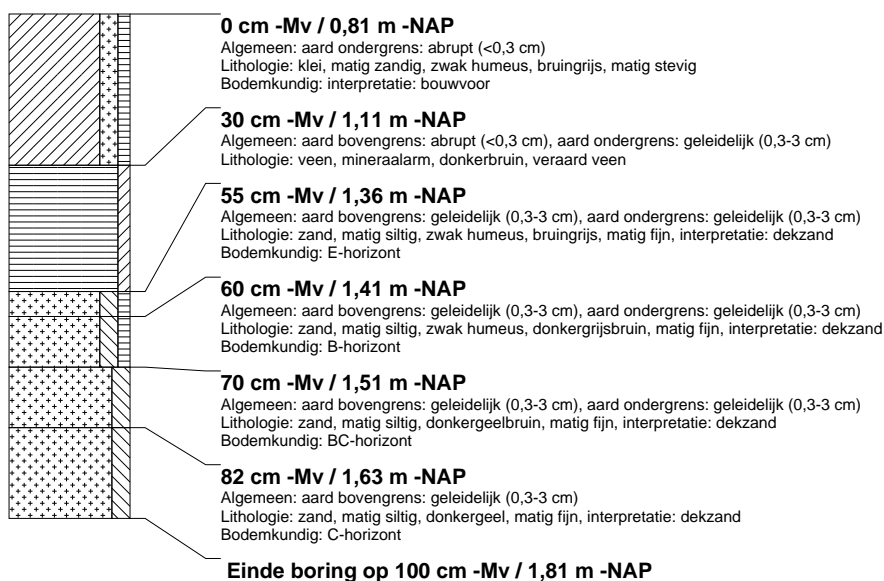 0 cm -Mv / 0,81 m -NAP
Algemeen: aard ondergrens: abrupt (<0,3 cm)
Lithologie: klei, matig zandig, zwak humeus, bruingrijs, matig stevig
Bodemkundig: interpretatie: bouwvoor
30 cm -Mv / 1,11 m -NAP
Algemeen: aard bovengrens: abrupt (<0,3 cm), aard ondergrens: geleidelijk (0,3-3 cm)
Lithologie: veen, mineraalarm, donkerbruin, veraard veen
55 cm -Mv / 1,36 m -NAP
Algemeen: aard bovengrens: geleidelijk (0,3-3 cm), aard ondergrens: geleidelijk (0,3-3 cm)
Lithologie: zand, matig siltig, zwak humeus, bruingrijs, matig fijn, interpretatie: dekzand
Bodemkundig: E-horizont
60 cm -Mv / 1,41 m -NAP
Algemeen: aard bovengrens: geleidelijk (0,3-3 cm), aard ondergrens: geleidelijk (0,3-3 cm)
Lithologie: zand, matig siltig, zwak humeus, donkergrijsbruin, matig fijn, interpretatie: dekzand
Bodemkundig: B-horizont
70 cm -Mv / 1,51 m -NAP
Algemeen: aard bovengrens: geleidelijk (0,3-3 cm), aard ondergrens: geleidelijk (0,3-3 cm)
Lithologie: zand, matig siltig, donkergeelbruin, matig fijn, interpretatie: dekzand
Bodemkundig: BC-horizont
82 cm -Mv / 1,63 m -NAP
Algemeen: aard bovengrens: geleidelijk (0,3-3 cm)
Lithologie: zand, matig siltig, donkergeel, matig fijn, interpretatie: dekzand
Bodemkundig: C-horizont
Einde boring op 100 cm -Mv / 1,81 m -NAP